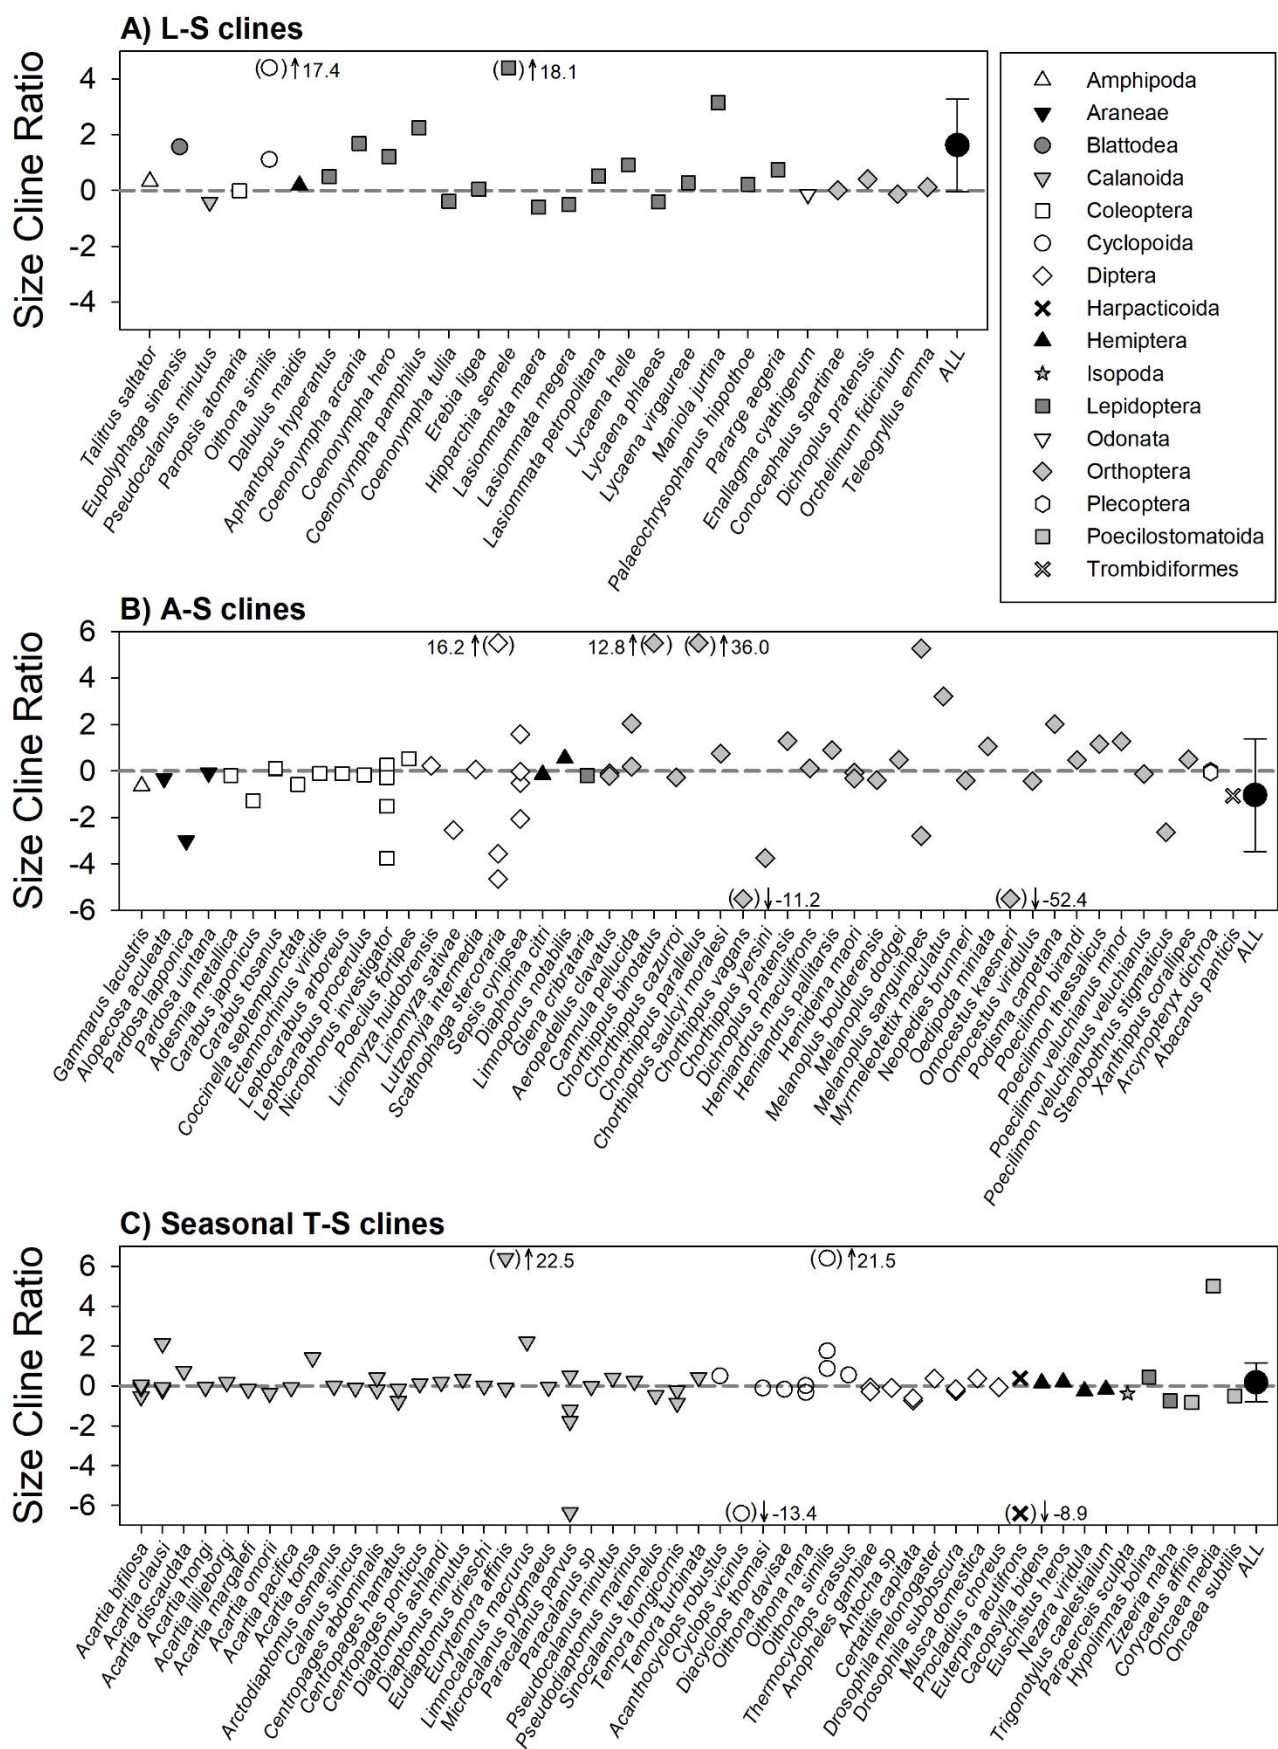 A) L-S clines
Size Cline Ratio
4
2
0
-2
-4
( ) ↑ 17.4
( ) ↑ 18.1
Talitrus saltator
Eupolyphaga sinensis
Pseudocalanus minutus
Paropsis atomaria
Oithona similis
Dalbulus maidis
Aphantopus hyperantus
Coenonympha arcania
Coenonympha hero
Coenonympha pamphilus
Coenonympha tullia
Erebia ligea
Hipparchia semele
Lasiommata maera
Lasiommata megera
Lasiommata petropolitana
Lycaena helle
Lycaena phlaeas
Lycaena virgaureae
Maniola jurtina
Palaeochrysophanus hippothoe
Pararge aegeria
Enallagma cyathigerum
Conocephalus spartinae
Dichroplus pratensis
Orchelimum fidicinium
Teleogryllus emma
ALL
Amphipoda
Araneae
Blattodea
Calanoida
Coleoptera
Cyclopoida
Diptera
Harpacticoida
Hemiptera
Isopoda
Lepidoptera
Odonata
Orthoptera
Plecoptera
Poecilostomatoida
Trombidiformes
B) A-S clines
Size Cline Ratio
6
4
2
0
-2
-4
-6
16.2 ↑ ( )
12.8 ↑ ( )
( ) ↑ 36.0
( ) ↓ -11.2
( ) ↓ -52.4
Gammarus lacustris
Alopecosa aculeata
Pardosa lapponica
Pardosa uintana
Adesmia metallica
Carabus japonicus
Carabus tosanus
Coccinella septempunctata
Ectemnorhinus viridis
Leptocarabus arboreus
Leptocarabus procerulus
Nicrophorus investigator
Poecilus fortipes
Liriomyza huidobrensis
Liriomyza sativae
Lutzomyia intermedia
Scathophaga stercoraria
Sepsis cynipsea
Diaphorina citri
Limnoporus notabilis
Glena cribrataria
Aeropedellus clavatus
Camnula pellucida
Chorthippus binotatus
Chorthippus cazurroi
Chorthippus parallelus
Chorthippus saulcyi moralesi
Chorthippus vagans
Chorthippus yersini
Dichroplus pratensis
Hemiandrus maculifrons
Hemiandrus pallitarsis
Hemideina maori
Melanoplus boulderensis
Melanoplus dodgei
Melanoplus sanguinipes
Myrmeleotettix maculatus
Neopedies brunneri
Oedipoda miniata
Omocestus kaesneri
Omocestus viridulus
Podisma carpetana
Poecilimon birandi
Poecilimon thessalicus
Poecilimon veluchianus minor
Poecilimon veluchianus veluchianus
Stenobothrus stigmaticus
Xanthippus corallipes
Arcynopteryx dichroa
Abacarus panticis
ALL
C) Seasonal T-S clines
Size Cline Ratio
6
4
2
0
-2
-4
-6
( ) ↑ 22.5
( ) ↑ 21.5
( ) ↓ -13.4
( ) ↓ -8.9
Acartia bifilosa
Acartia clausi
Acartia discaudata
Acartia hongi
Acartia lilljeborgi
Acartia margalefi
Acartia omorii
Acartia pacifica
Acartia tonsa
Arctodiaptomus osmanus
Calanus sinicus
Centropages abdominalis
Centropages hamatus
Centropages ponticus
Diaptomus ashlandi
Diaptomus minutus
Eudiaptomus drieschi
Eurytemora affinis
Limnocalanus macrurus
Microcalanus pygmaeus
Paracalanus parvus
Paracalanus sp
Pseudocalanus minutus
Pseudodiaptomus marinus
Sinocalanus tennelus
Temora longicornis
Temora turbinata
Acanthocyclops robustus
Cyclops vicinus
Diacyclops thomasi
Oithona davisae
Oithona nana
Oithona similis
Thermocyclops crassus
Anopheles gambiae
Antocha sp
Certatitis capitata
Drosophila melonogaster
Drosophila subobscura
Musca domestica
Procladius choreus
Euterpina acutifrons
Cacopsylla bidens
Euschistus heros
Nezara viridula
Trigonotylus caelestialium
Paracerceis sculpta
Hypolimnas bolina
Zizeeria maha
Corycaeus affinis
Oncaea media
Oncaea subtilis
ALL